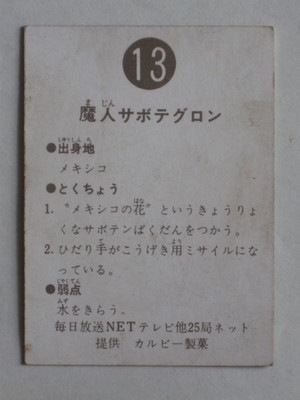 13
魔人サボテグロン
●出身地
メキシコ
●とくちょう
1. “メキシコの花” というきょうりょ
くなサボテンばくだんをつかう。
2. ひだり手がこうげき用ミサイルにな
っている。
●弱点
水をきらう。
毎日放送NETテレビ他25局ネット
提供 カルビー製菓